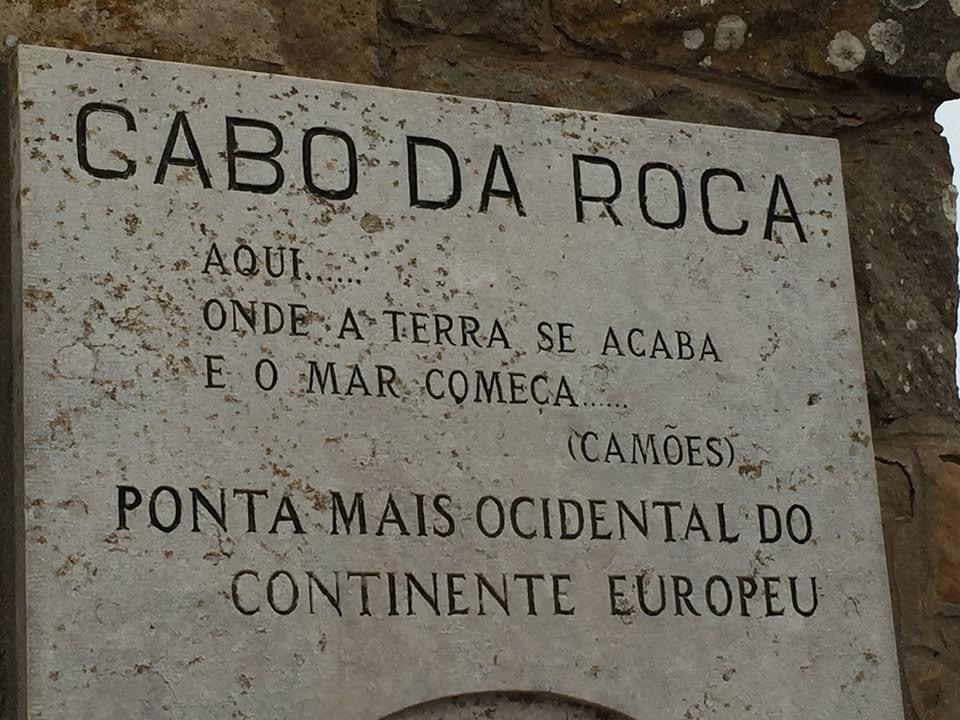 CABO DA ROCA
AQUI......
ONDE A TERRA SE ACABA
E O MAR COMEÇA......
(CAMÕES)
PONTA MAIS OCIDENTAL DO
CONTINENTE EUROPEU